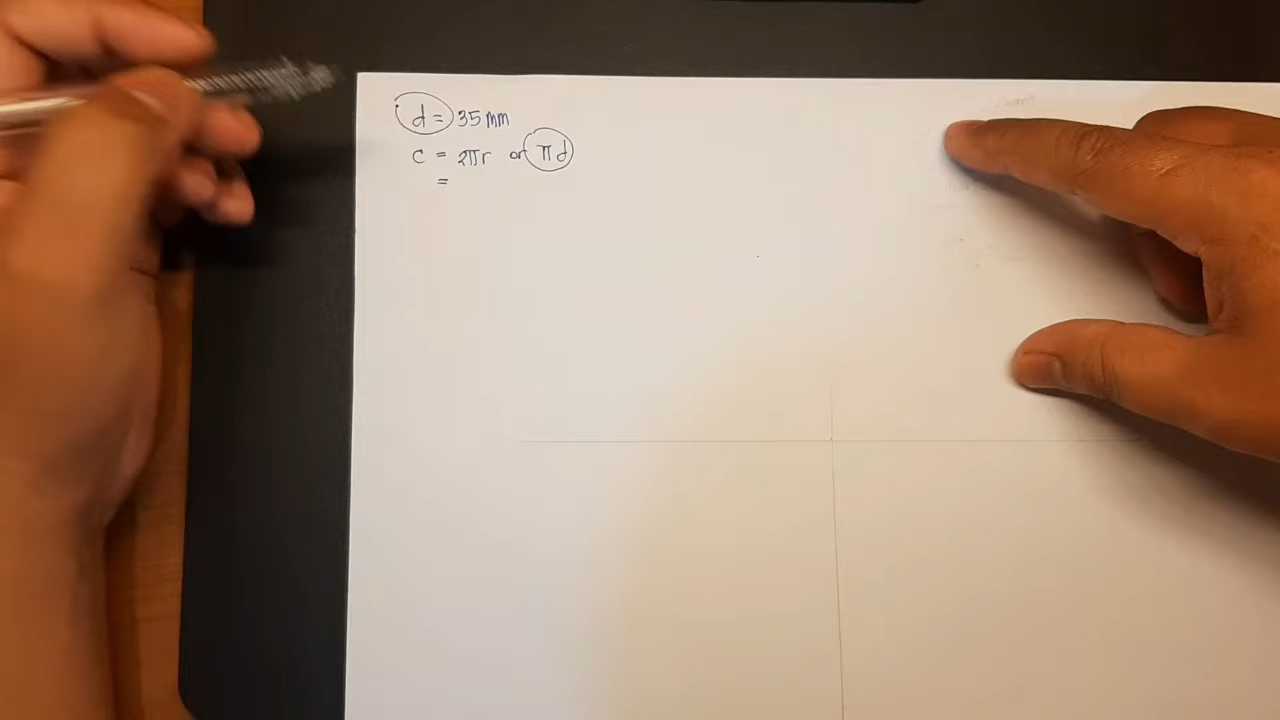 d = 35 mm
C = 2πr or πd
=